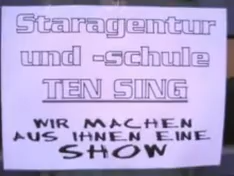 Staragentur
und -schule
TEN SING
WIR MACHEN
AUS IHNEN EINE
SHOW